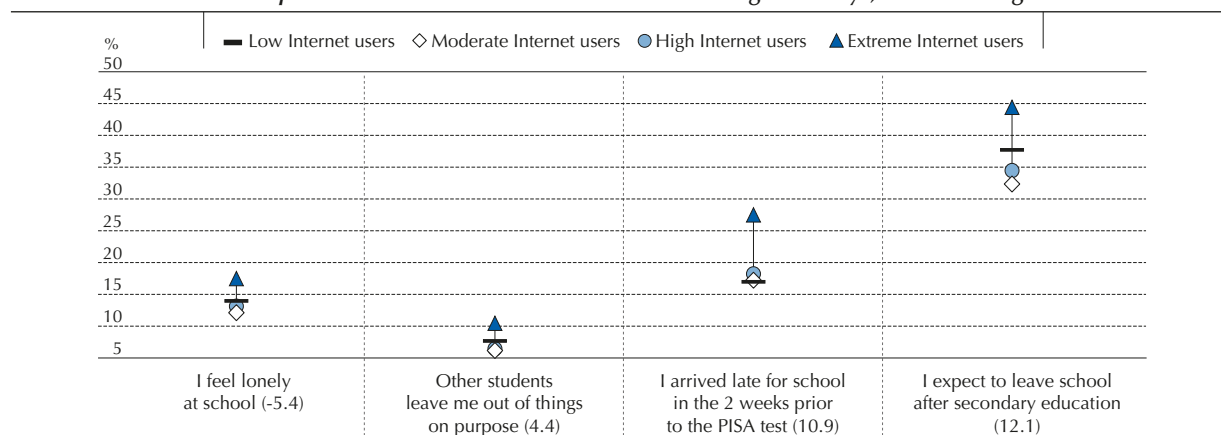 Low Internet users Moderate Internet users High Internet users Extreme Internet users
%
50
45
40
35
30
25
20
15
10
5
I feel lonely
at school (-5.4)
Other students
leave me out of things
on purpose (4.4)
I arrived late for school
in the 2 weeks prior
to the PISA test (10.9)
I expect to leave school
after secondary education
(12.1)